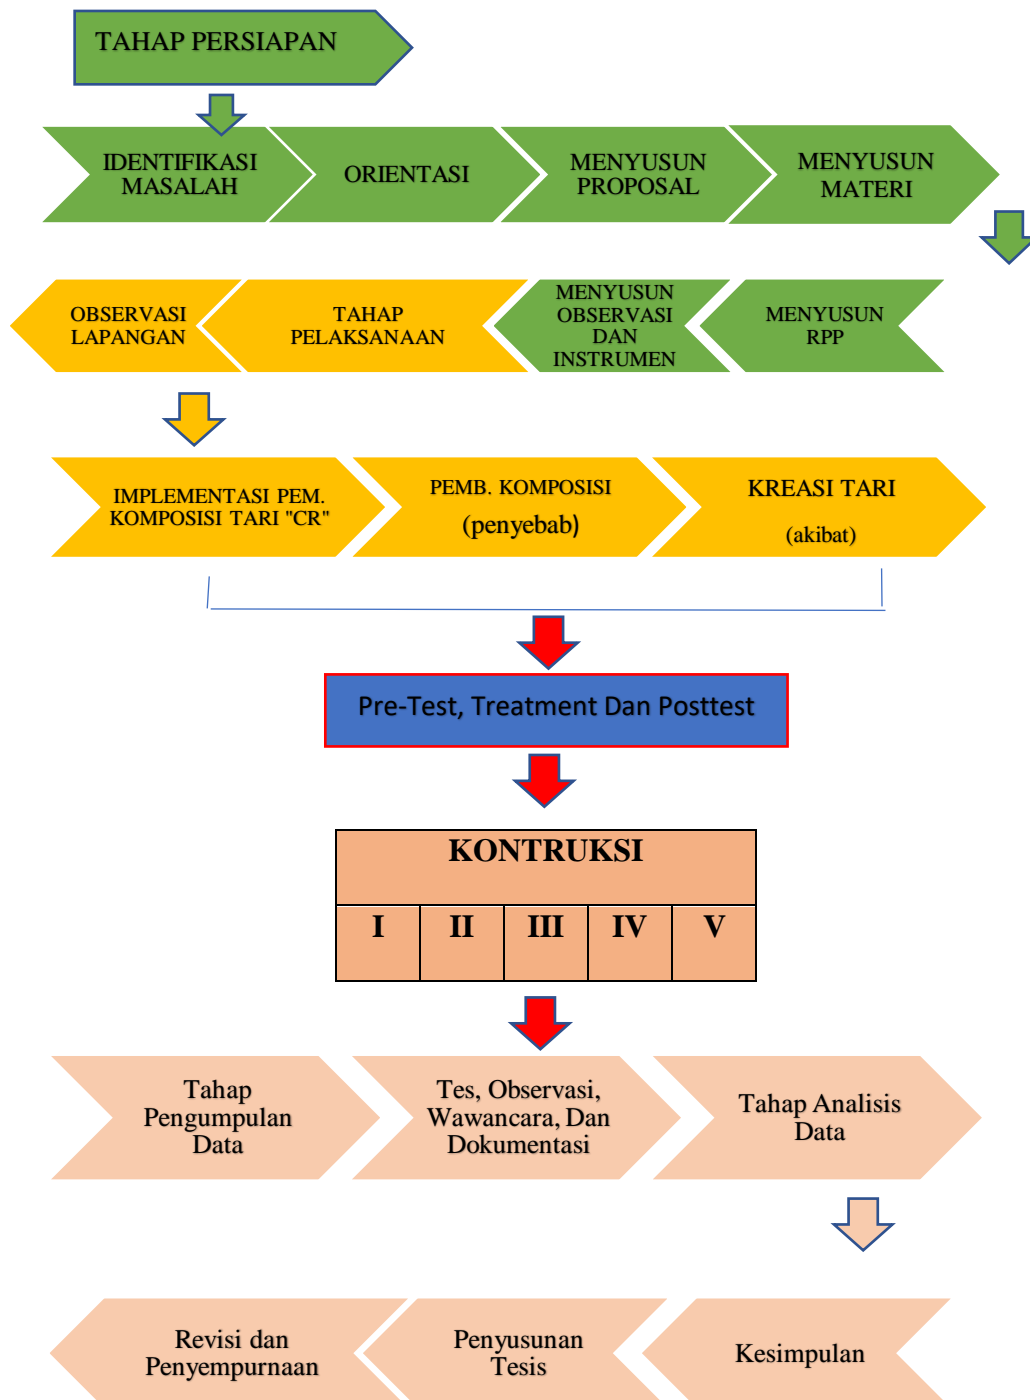 TAHAP PERSIAPAN
IDENTIFIKASI
MASALAH
ORIENTASI
MENYUSUN
PROPOSAL
MENYUSUN
MATERI
OBSERVASI
LAPANGAN
TAHAP
PELAKSANAAN
MENYUSUN
OBSERVASI
DAN
INSTRUMEN
MENYUSUN
RPP
IMPLEMENTASI PEM.
KOMPOSISI TARI "CR"
PEMB. KOMPOSISI
(penyebab)
KREASI TARI
(akibat)
Pre-Test, Treatment Dan Posttest
KONTRUKSI
I II III IV V
Tahap
Pengumpulan
Data
Tes, Observasi,
Wawancara, Dan
Dokumentasi
Tahap Analisis
Data
Revisi dan
Penyempurnaan
Penyusunan
Tesis
Kesimpulan